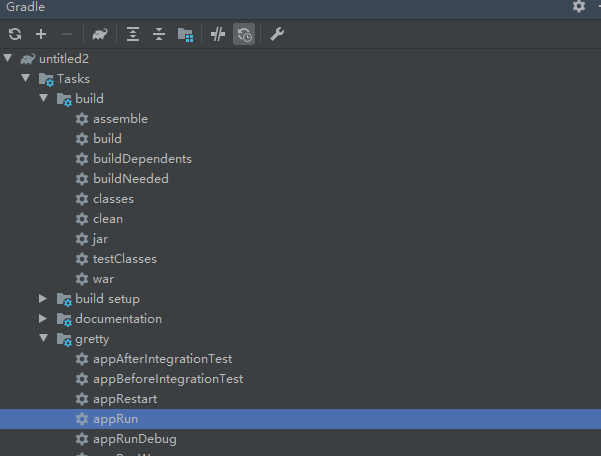 Gradle
untitled2
Tasks
build
assemble
build
buildDependents
buildNeeded
classes
clean
jar
testClasses
war
build setup
documentation
gretty
appAfterIntegrationTest
appBeforeIntegrationTest
appRestart
appRun
appRunDebug